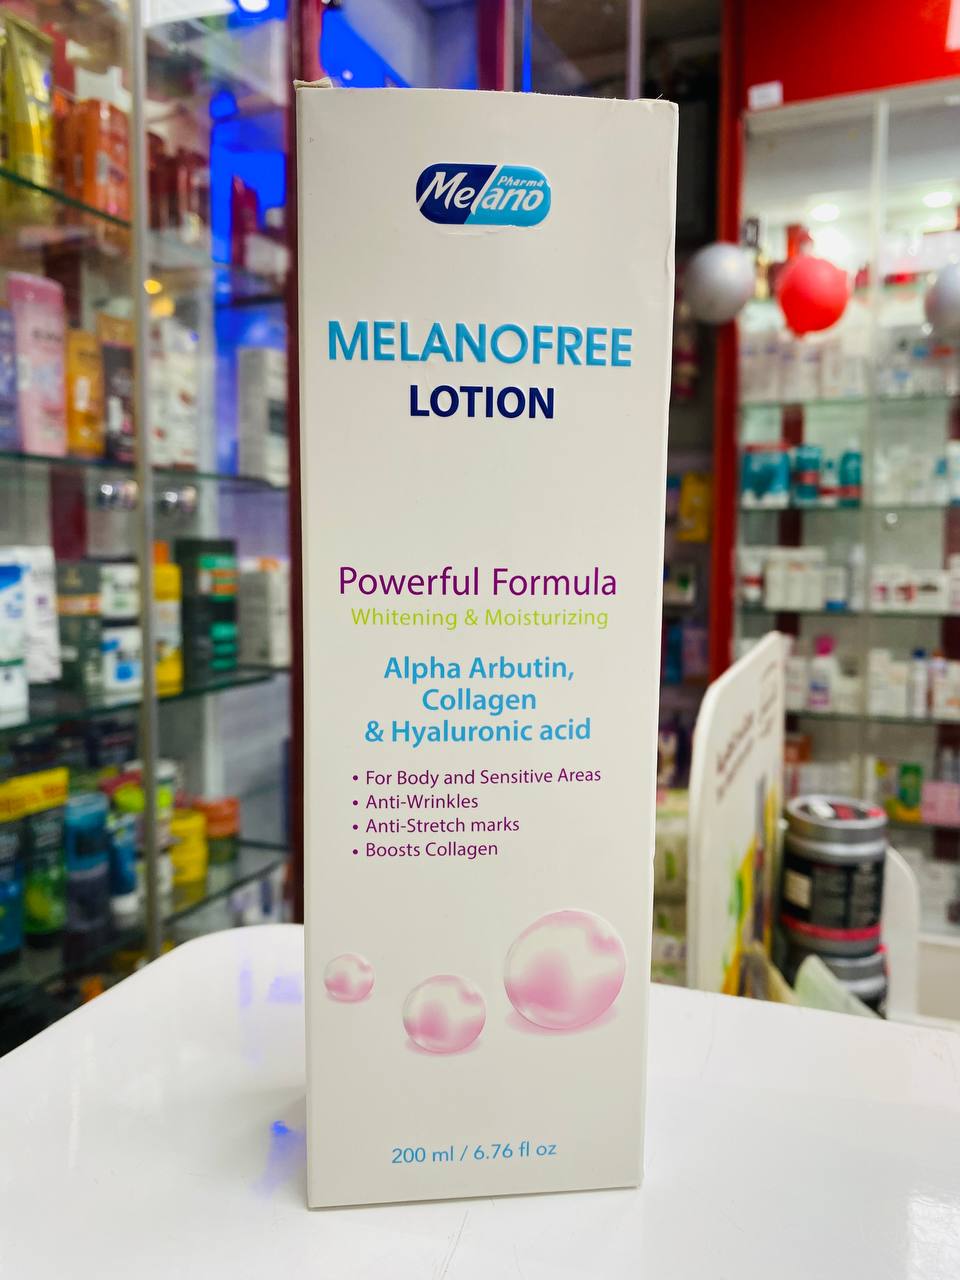 Melano Pharma
MELANOFREE
LOTION
Powerful Formula
Whitening & Moisturizing
Alpha Arbutin,
Collagen
& Hyaluronic acid
• For Body and Sensitive Areas
• Anti-Wrinkles
• Anti-Stretch marks
• Boosts Collagen
200 ml / 6.76 fl oz